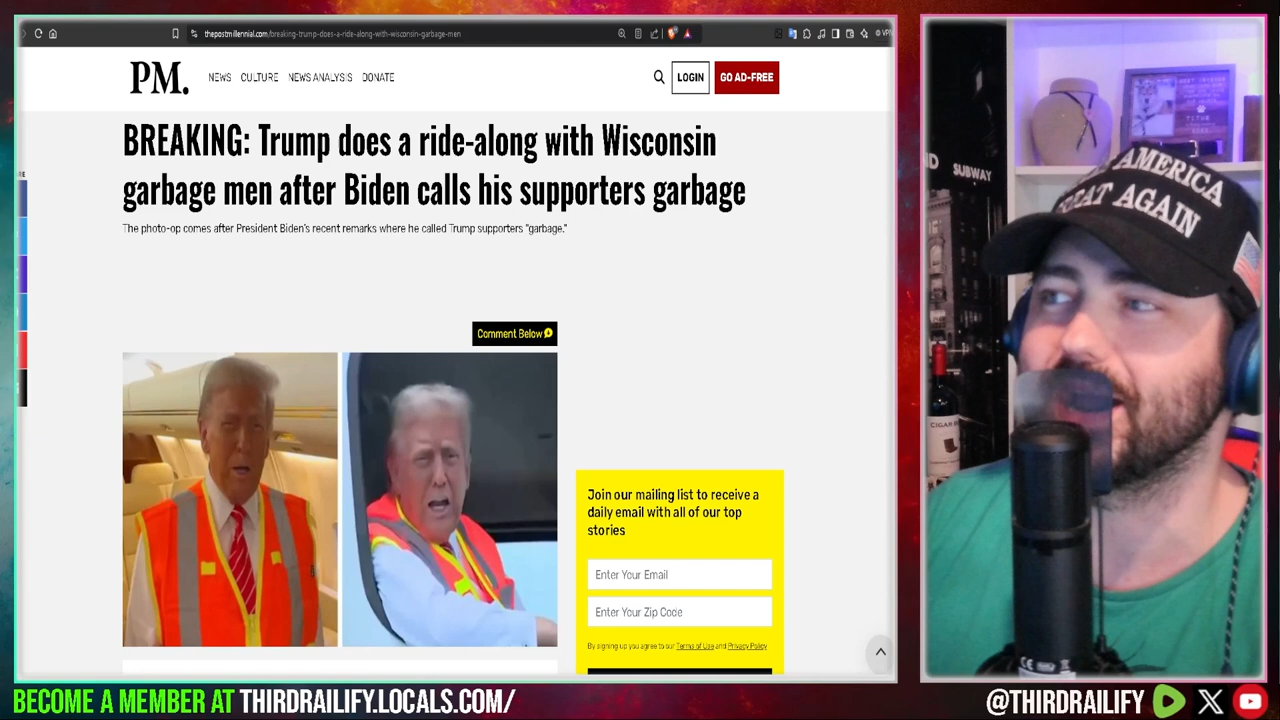 thepostmillennial.com/breaking-trump-does-a-ride-along-with-wisconsin-garbage-men
PM.
NEWS CULTURE NEWS ANALYSIS DONATE
LOGIN
GO AD-FREE
BREAKING: Trump does a ride-along with Wisconsin
garbage men after Biden calls his supporters garbage
The photo-op comes after President Biden's recent remarks where he called Trump supporters "garbage."
Comment Below
Join our mailing list to receive a
daily email with all of our top
stories
Enter Your Email
Enter Your Zip Code
By signing up you agree to our Terms of Use and Privacy Policy
SUBWAY
CIGAR
AMERICA
GREAT AGAIN
BECOME A MEMBER AT THIRDRAILIFY.LOCALS.COM/
@THIRDRAILIFY